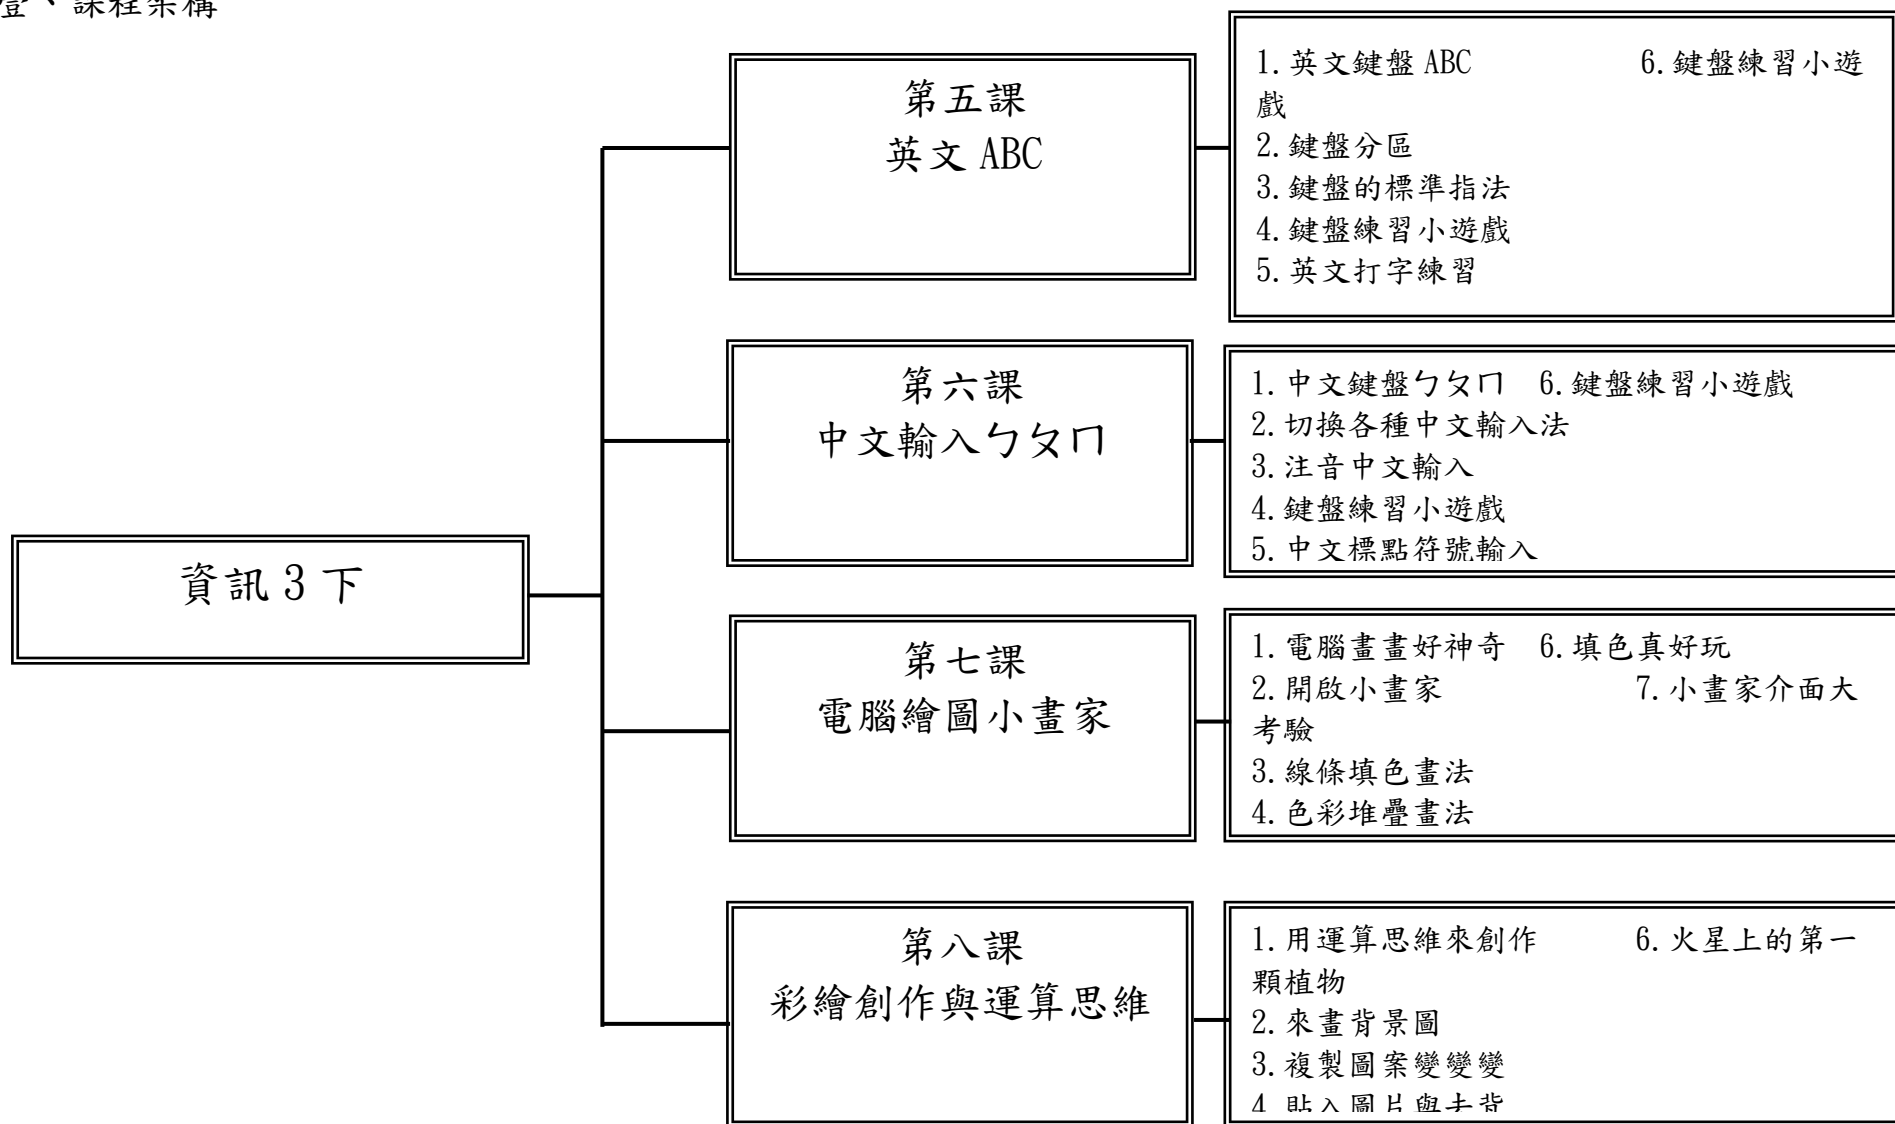 壹、課程架構
資訊 3 下
第五課
英文 ABC
1.英文鍵盤 ABC 6.鍵盤練習小遊
戲
2.鍵盤分區
3.鍵盤的標準指法
4.鍵盤練習小遊戲
5.英文打字練習
第六課
中文輸入ㄅㄆㄇ
1.中文鍵盤ㄅㄆㄇ 6.鍵盤練習小遊戲
2.切換各種中文輸入法
3.注音中文輸入
4.鍵盤練習小遊戲
5.中文標點符號輸入
第七課
電腦繪圖小畫家
1.電腦畫畫好神奇 6.填色真好玩
2.開啟小畫家 7.小畫家介面大
考驗
3.線條填色畫法
4.色彩堆疊畫法
第八課
彩繪創作與運算思維
1.用運算思維來創作 6.火星上的第一
顆植物
2.來畫背景圖
3.複製圖案變變變
4.貼入圖片與去背